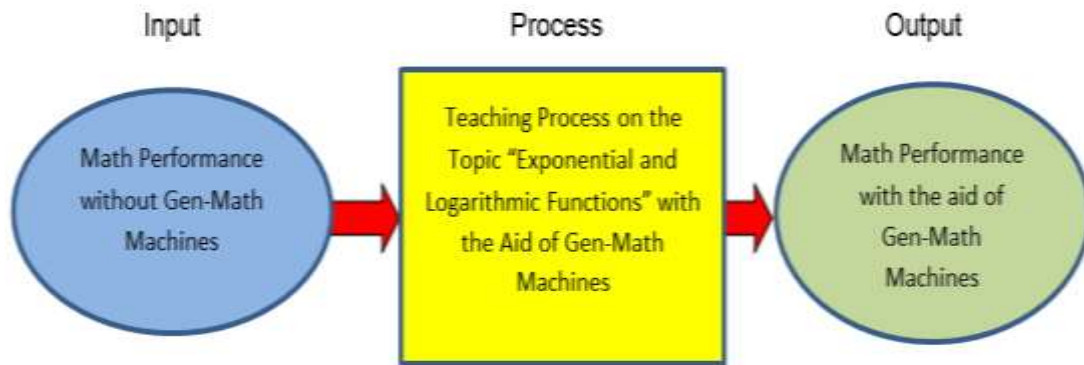 Input
Process
Output
Math Performance
without Gen-Math
Machines
Teaching Process on the
Topic “Exponential and
Logarithmic Functions” with
the Aid of Gen-Math
Machines
Math Performance
with the aid of
Gen-Math
Machines